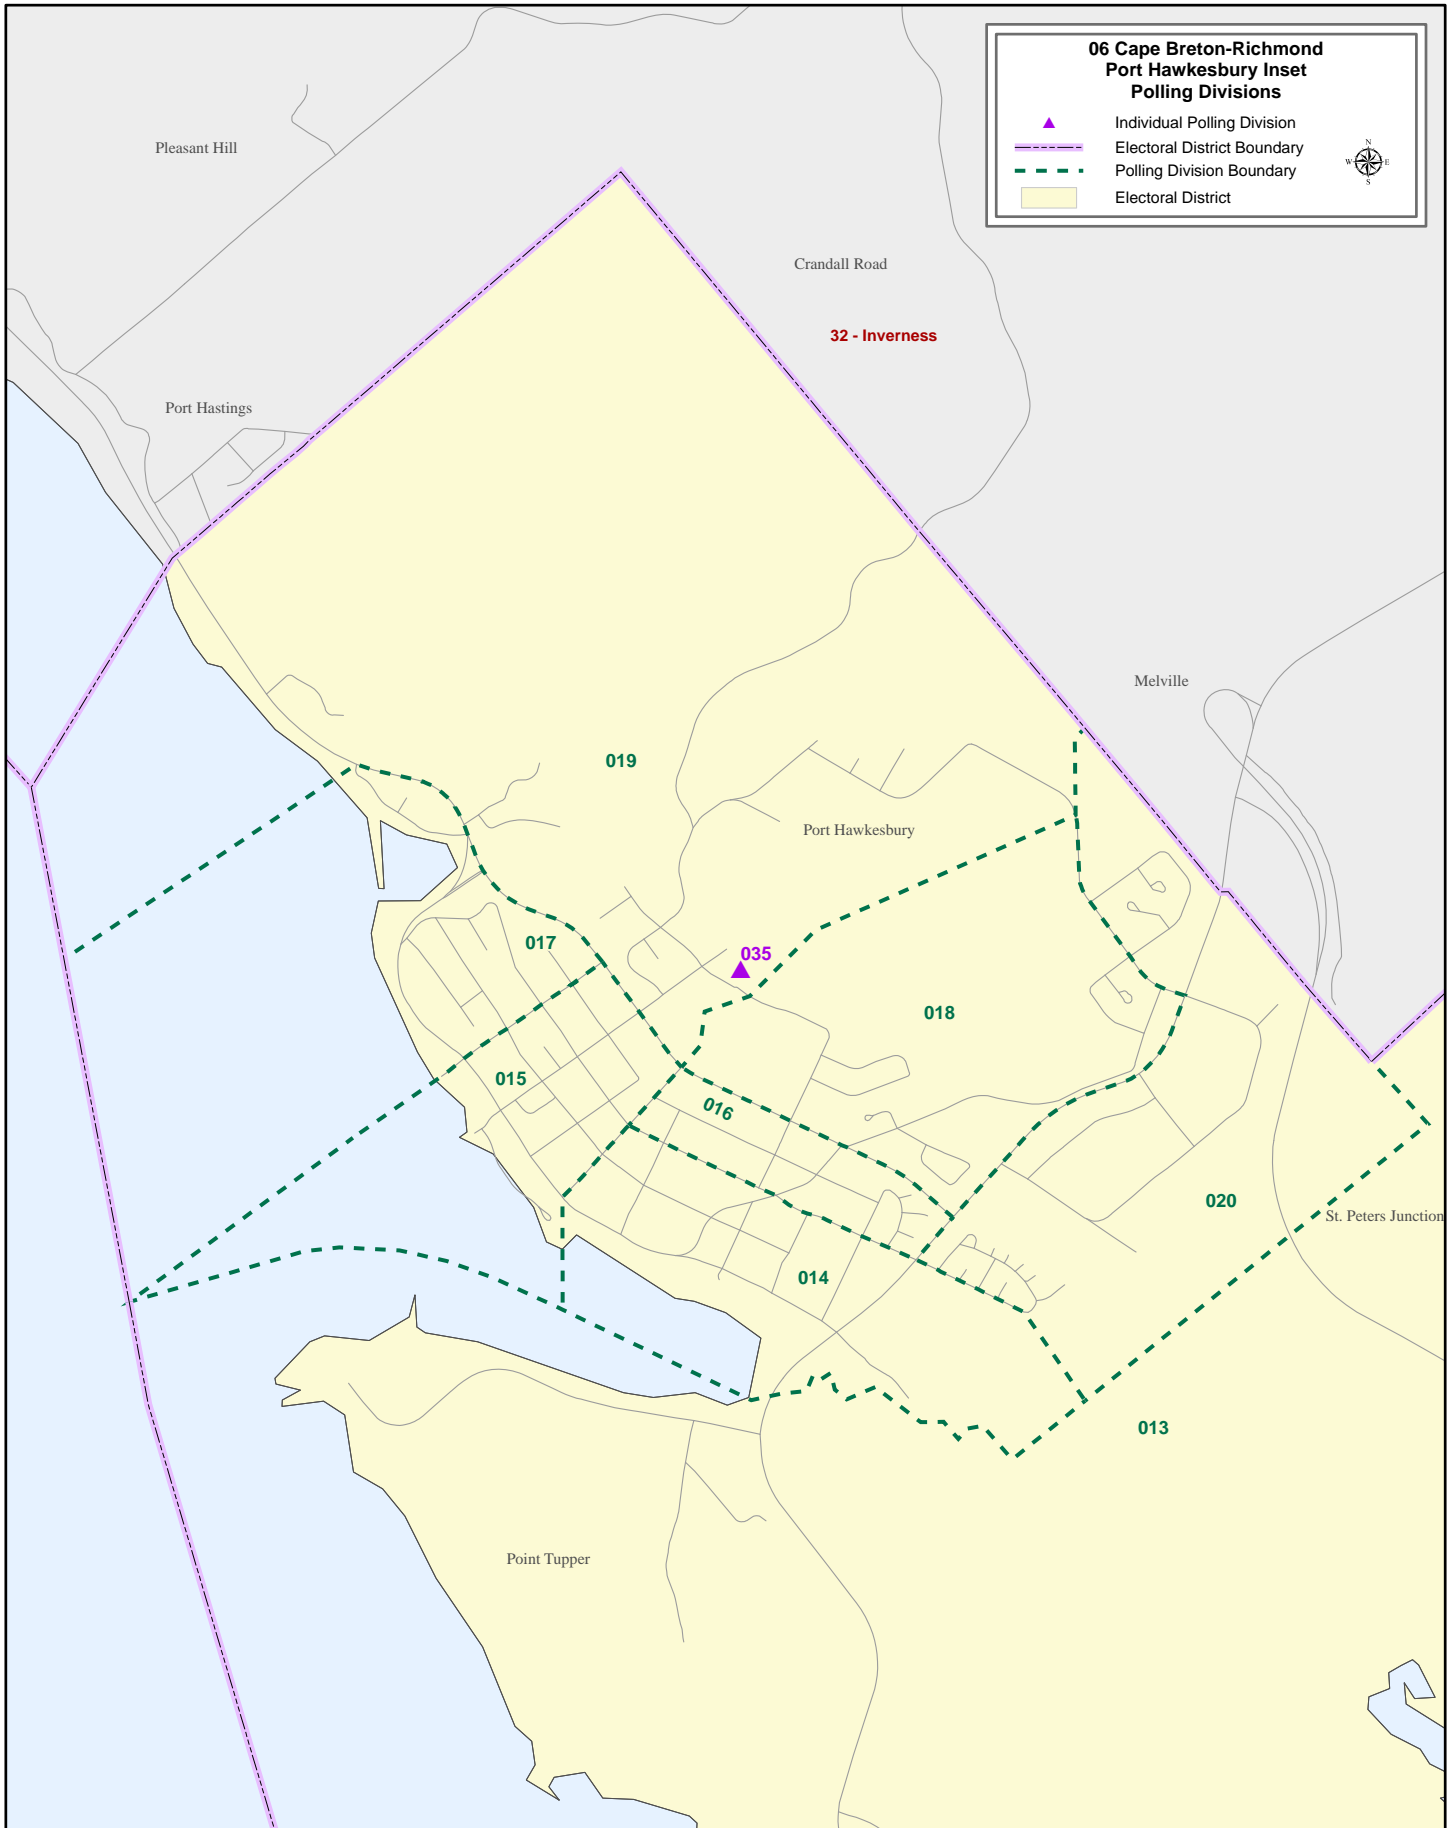 06 Cape Breton-Richmond
Port Hawkesbury Inset
Polling Divisions
Individual Polling Division
Electoral District Boundary
Polling Division Boundary
Electoral District
N
W
E
S
Pleasant Hill
Crandall Road
32 - Inverness
Port Hastings
Melville
019
Port Hawkesbury
017
035
018
015
016
020
St. Peters Junction
014
013
Point Tupper